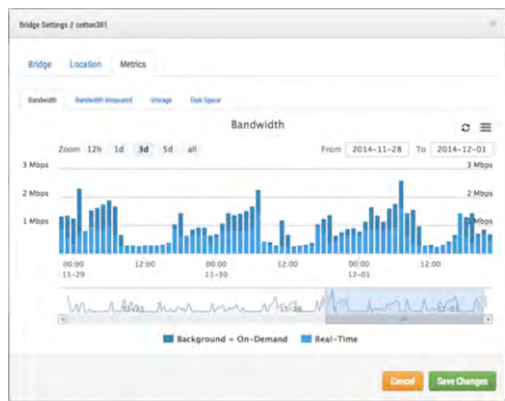 Bridge Settings // cotton301
Bridge Location Metrics
Bandwidth Bandwidth Measured Storage Disk Space
Bandwidth
Zoom 12h 1d 3d 5d all From 2014-11-28 To 2014-12-01
3 Mbps 3 Mbps
2 Mbps 2 Mbps
1 Mbps Mbps
00:00 12:00 00:00 12:00 00:00 12:00
11-29 11-30 12-01
Background + On-Demand Real-Time
Cancel Save Changes